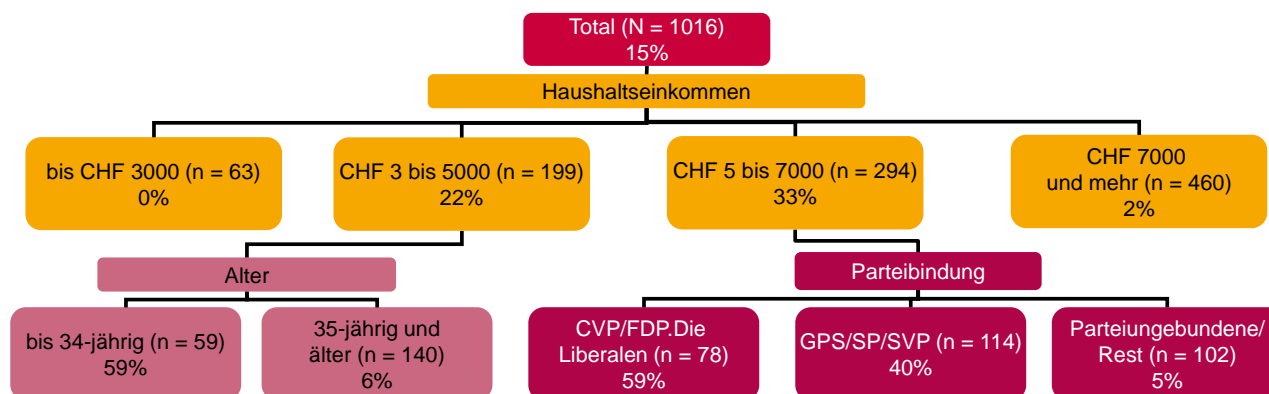 Total (N = 1016)
15%
Haushaltseinkommen
bis CHF 3000 (n = 63)
0%
CHF 3 bis 5000 (n = 199)
22%
CHF 5 bis 7000 (n = 294)
33%
CHF 7000
und mehr (n = 460)
2%
Alter
Parteibindung
bis 34-jährig (n = 59)
59%
35-jährig und
älter (n = 140)
6%
CVP/FDP.Die
Liberalen (n = 78)
59%
GPS/SP/SVP (n = 114)
40%
Parteiungebundene/
Rest (n = 102)
5%